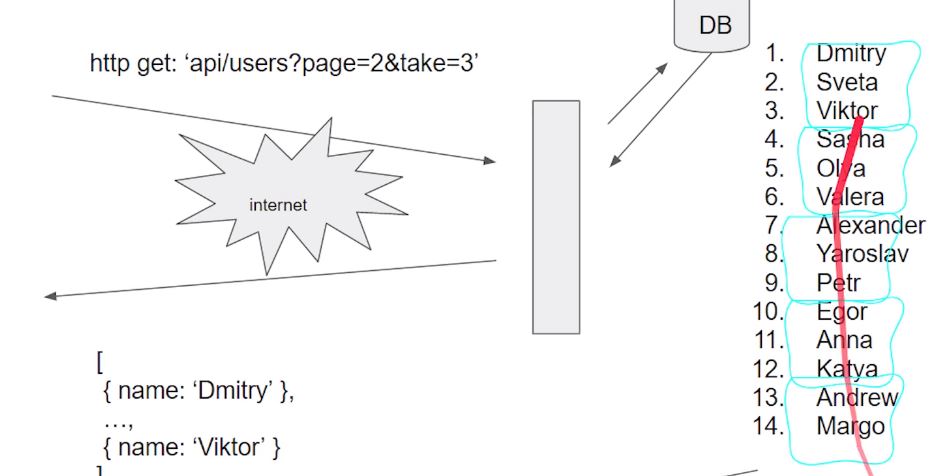 DB
http get: ‘api/users?page=2&take=3’
internet
1. Dmitry
2. Sveta
3. Viktor
4. Sasha
5. Olya
6. Valera
7. Alexander
8. Yaroslav
9. Petr
10. Egor
11. Anna
12. Katya
13. Andrew
14. Margo
[
{ name: ‘Dmitry’ },
…,
{ name: ‘Viktor’ }
]